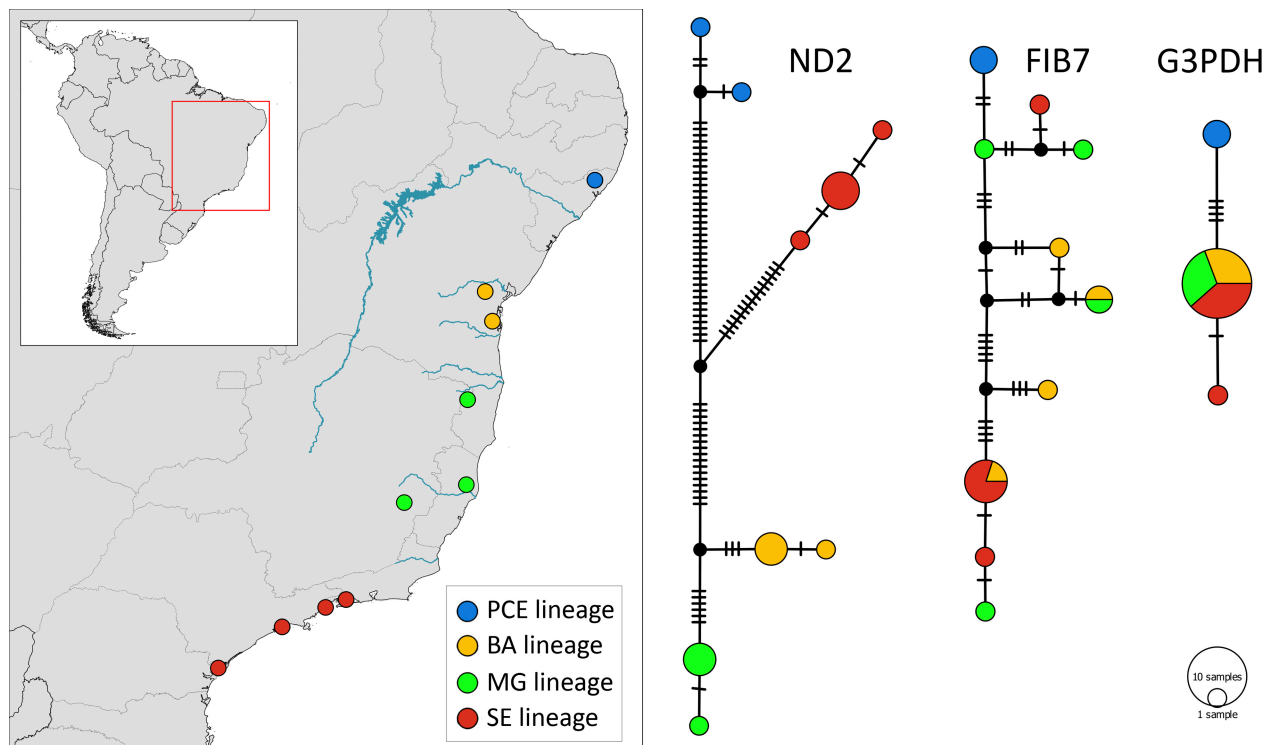 ND2
FIB7
G3PDH
PCE lineage
BA lineage
MG lineage
SE lineage
10 samples
1 sample